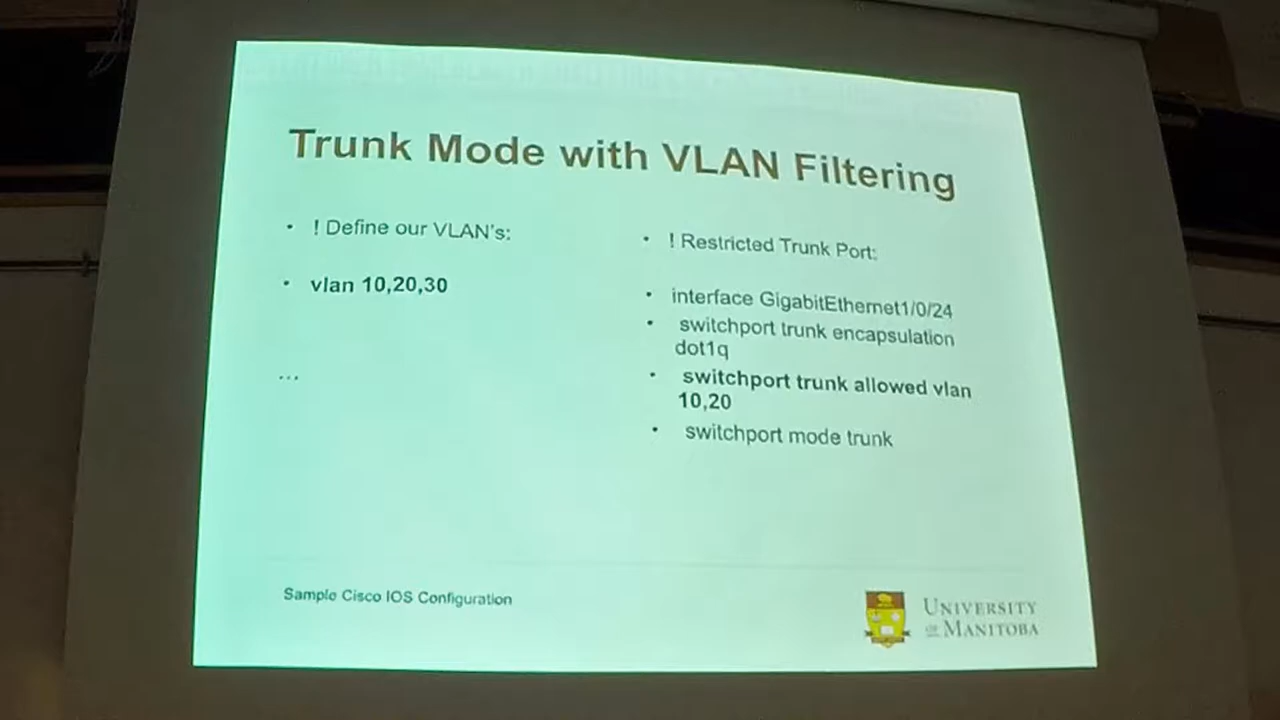 Trunk Mode with VLAN Filtering
• ! Define our VLAN's:
• vlan 10,20,30
...
• ! Restricted Trunk Port:
• interface GigabitEthernet1/0/24
• switchport trunk encapsulation
dot1q
• switchport trunk allowed vlan
10,20
• switchport mode trunk
Sample Cisco IOS Configuration
UNIVERSITY
OF MANITOBA